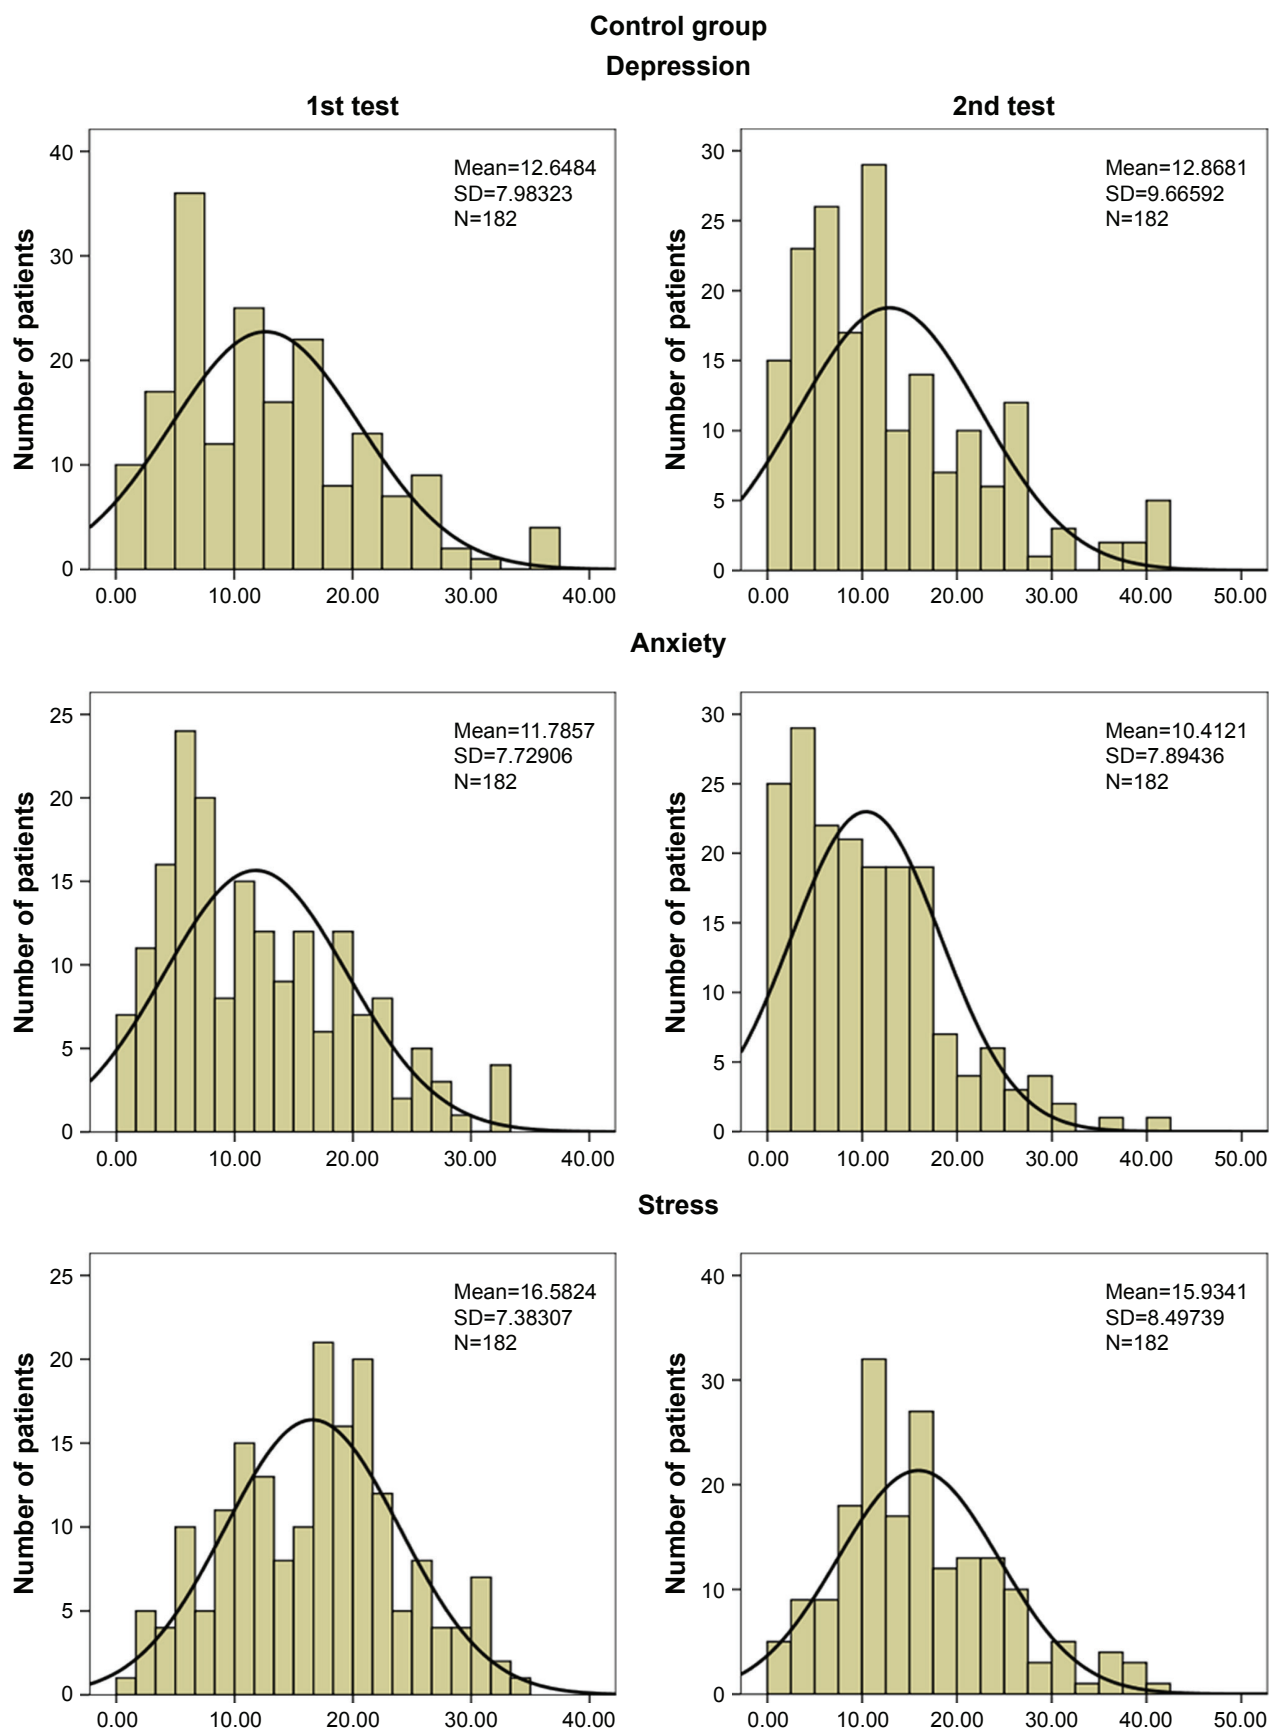 Control group
Depression
1st test
2nd test
Number of patients
40
30
20
10
0
Mean=12.6484
SD=7.98323
N=182
0.00 10.00 20.00 30.00 40.00
Number of patients
30
25
20
15
10
5
0
Mean=12.8681
SD=9.66592
N=182
0.00 10.00 20.00 30.00 40.00 50.00
Anxiety
Number of patients
25
20
15
10
5
0
Mean=11.7857
SD=7.72906
N=182
0.00 10.00 20.00 30.00 40.00
Number of patients
30
25
20
15
10
5
0
Mean=10.4121
SD=7.89436
N=182
0.00 10.00 20.00 30.00 40.00 50.00
Stress
Number of patients
25
20
15
10
5
0
Mean=16.5824
SD=7.38307
N=182
0.00 10.00 20.00 30.00 40.00
Number of patients
40
30
20
10
0
Mean=15.9341
SD=8.49739
N=182
0.00 10.00 20.00 30.00 40.00 50.00